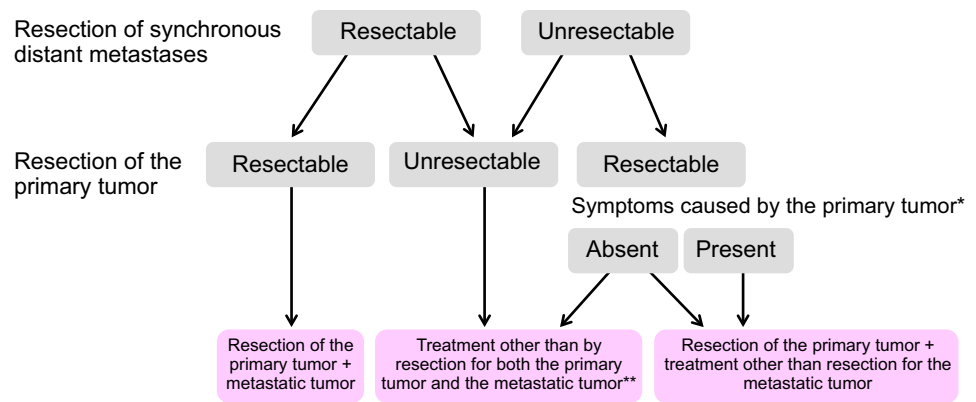 Resection of synchronous
distant metastases
Resectable
Unresectable
Resection of the
primary tumor
Resectable
Unresectable
Resectable
Symptoms caused by the primary tumor*
Absent
Present
Resection of the
primary tumor +
metastatic tumor
Treatment other than by
resection for both the primary
tumor and the metastatic tumor**
Resection of the primary tumor +
treatment other than resection for the
metastatic tumor